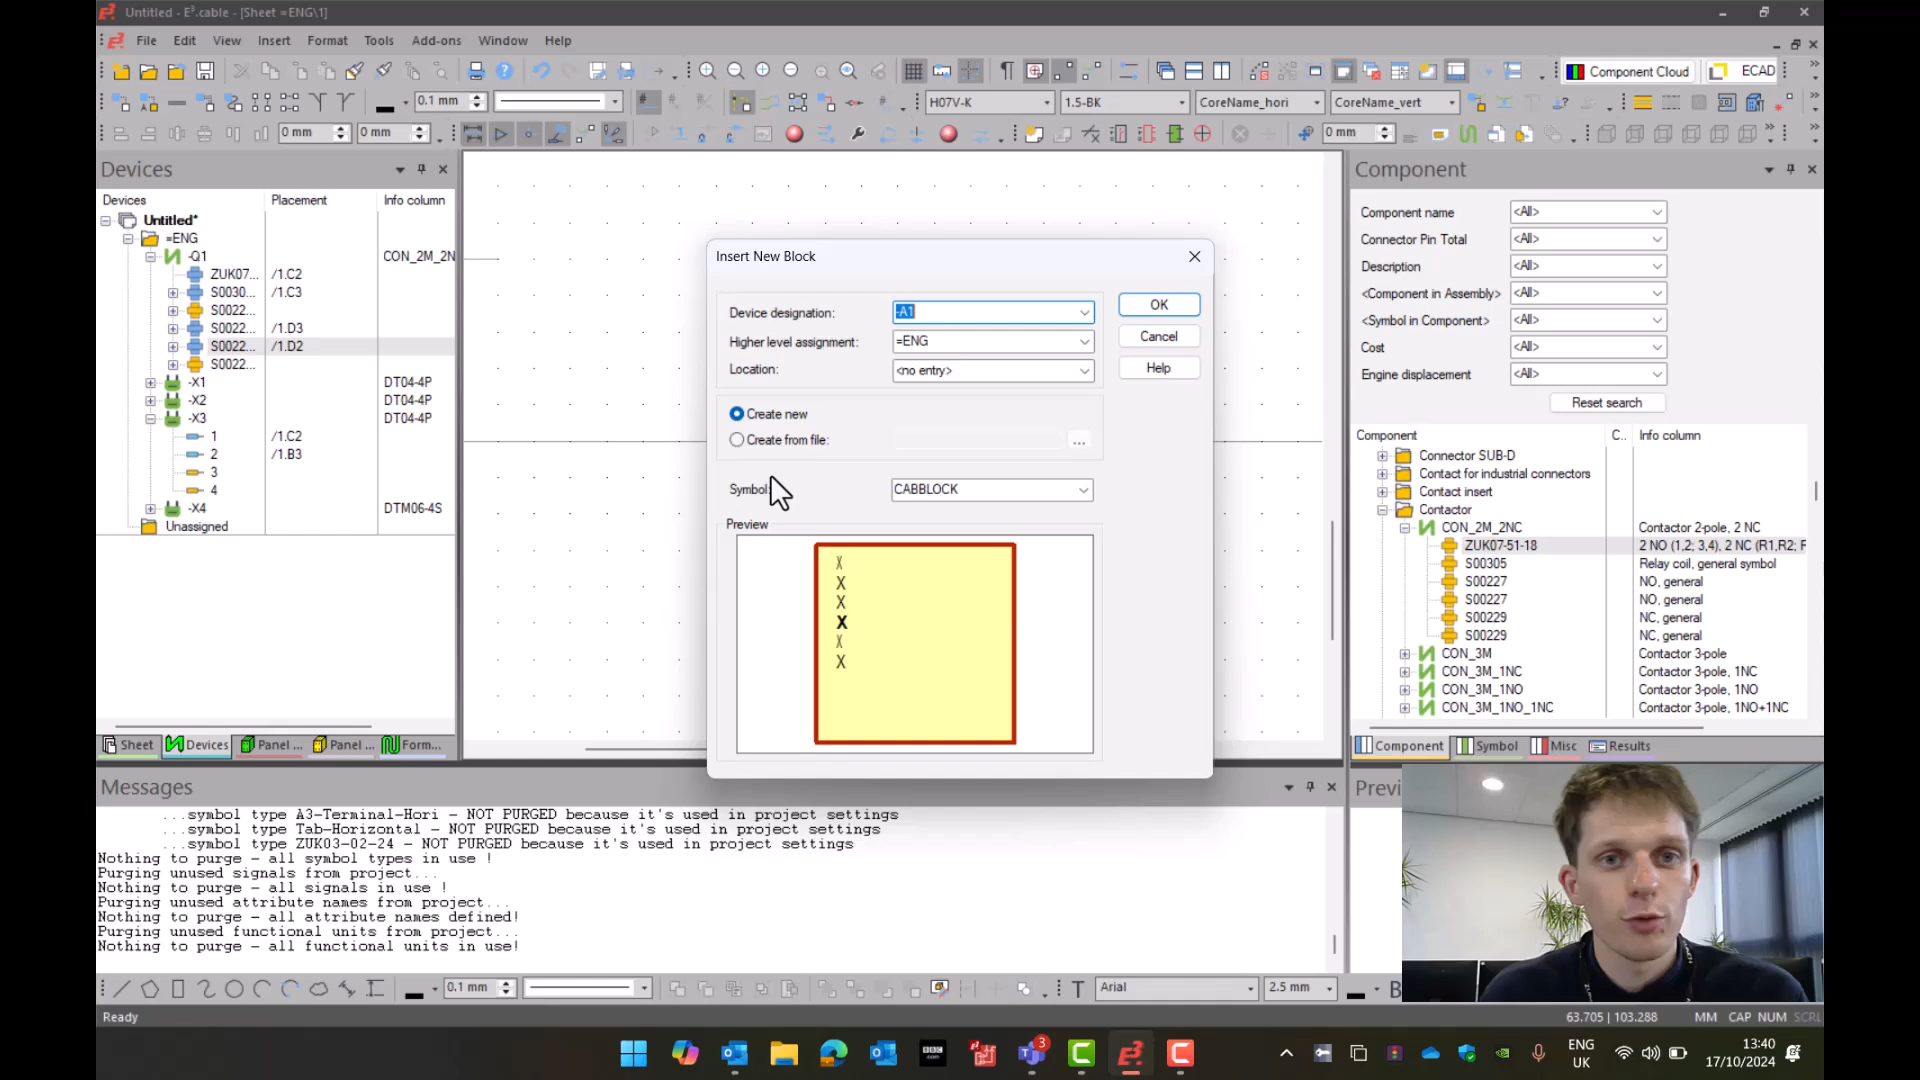 Untitled - E³.cable - [Sheet =ENG\1]
File Edit View Insert Format Tools Add-ons Window Help
Component Cloud ECAD
0.1 mm H07V-K 1.5-BK CoreName_hori CoreName_vert
0 mm 0 mm 0 mm
Devices
Devices Placement Info column
Untitled*
=ENG
-Q1 CON_2M_2N
ZUK07... /1.C2
S0030... /1.C3
S0022...
S0022... /1.D3
S0022... /1.D2
S0022...
-X1 DT04-4P
-X2 DT04-4P
-X3 DT04-4P
1 /1.C2
2 /1.B3
3
4
-X4 DTM06-4S
Unassigned
Sheet Devices Panel ... Panel ... Form...
Insert New Block
Device designation: -A1
Higher level assignment: =ENG
Location: <no entry>
OK
Cancel
Help
Create new
Create from file: ...
Symbol: CABBLOCK
Preview
X
X
X
X
X
X
Component
Component name <All>
Connector Pin Total <All>
Description <All>
<Component in Assembly> <All>
<Symbol in Component> <All>
Cost <All>
Engine displacement <All>
Reset search
Component C.. Info column
Connector SUB-D
Contact for industrial connectors
Contact insert
Contactor
CON_2M_2NC Contactor 2-pole, 2 NC
ZUK07-51-18 2 NO (1,2; 3,4), 2 NC (R1,R2; F
S00305 Relay coil, general symbol
S00227 NO, general
S00227 NO, general
S00229 NC, general
S00229 NC, general
CON_3M Contactor 3-pole
CON_3M_1NC Contactor 3-pole, 1NC
CON_3M_1NO Contactor 3-pole, 1NO
CON_3M_1NO_1NC Contactor 3-pole, 1NO+1NC
Component Symbol Misc Results
Messages
...symbol type A3-Terminal-Hori - NOT PURGED because it's used in project settings
...symbol type Tab-Horizontal - NOT PURGED because it's used in project settings
...symbol type ZUK03-02-24 - NOT PURGED because it's used in project settings
Nothing to purge - all symbol types in use !
Purging unused signals from project...
Nothing to purge - all signals in use !
Purging unused attribute names from project...
Nothing to purge - all attribute names defined!
Purging unused functional units from project...
Nothing to purge - all functional units in use!
Previ
0.1 mm T Arial 2.5 mm B
Ready 63.705 | 103.288 MM CAP NUM SCRL
BBC .com 3
ENG
UK
13:40
17/10/2024